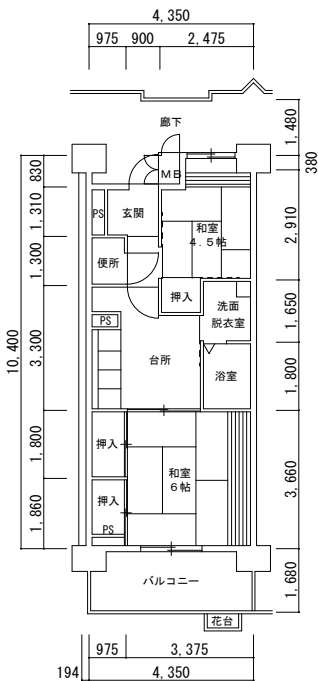 4,350
975 900 2,475
廊下
1,480
380
830
MB
1,310
PS
玄関
和室
4.5帖
2,910
1,300
便所
押入
洗面
脱衣室
1,650
PS
3,300
台所
浴室
1,800
10,400
1,800
押入
和室
6帖
3,660
押入
1,860
PS
バルコニー
1,680
花台
975 3,375
194 4,350